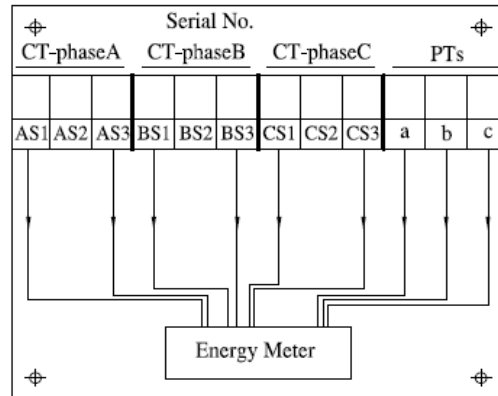 Serial No.
CT-phaseA CT-phaseB CT-phaseC PTs
AS1 AS2 AS3 BS1 BS2 BS3 CS1 CS2 CS3 a b c
Energy Meter